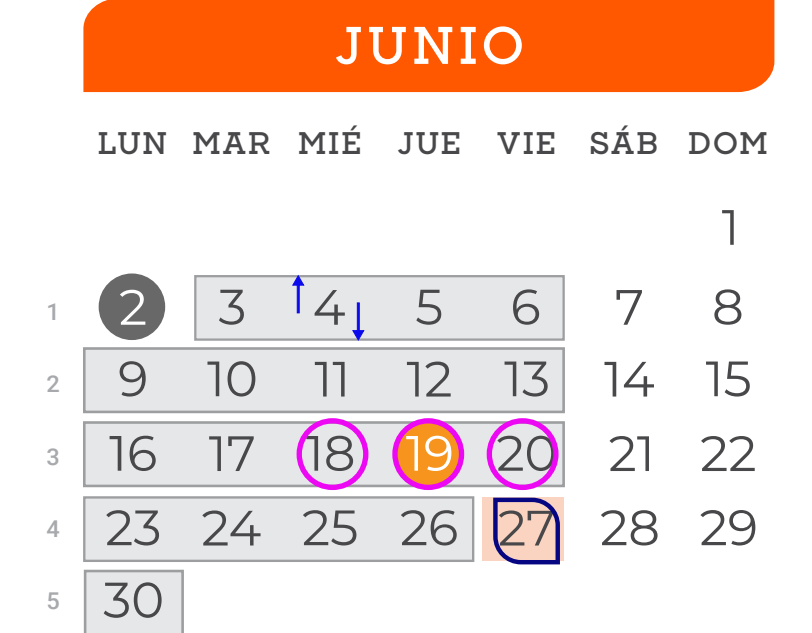 JUNIO
LUN MAR MIÉ JUE VIE SÁB DOM
1
1 2 3 4 5 6 7 8
2 9 10 11 12 13 14 15
3 16 17 18 19 20 21 22
4 23 24 25 26 27 28 29
5 30